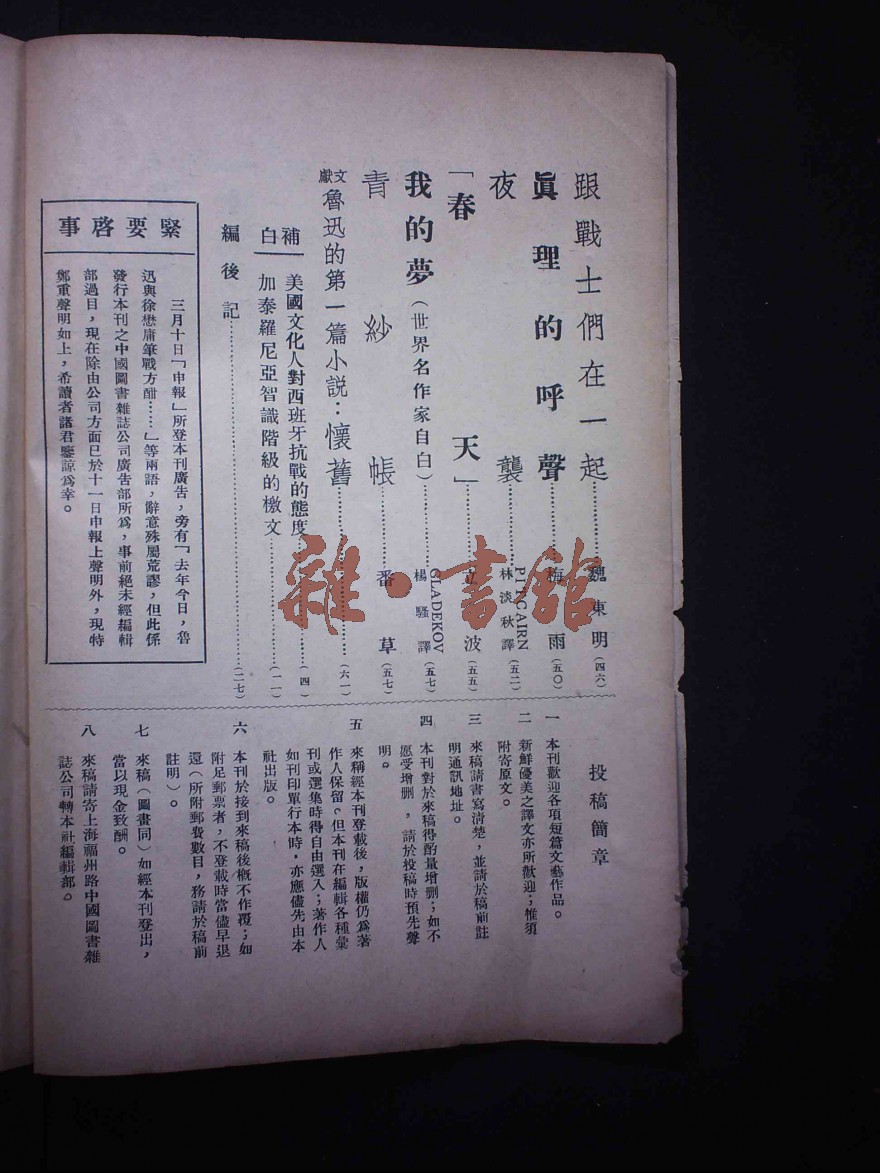 跟戰士們在一起…………魏東明(四六)
眞理的呼聲…………梅雨(五〇)
夜襲…………PITCAIRN 林淡秋譯(五二)
「春天」…………立波(五五)
我的夢(世界名作家自白)…………GLADEKOV 楊騷譯(五七)
青紗帳…………番草(五七)
文獻 魯迅的第一篇小説:懷舊…………(六一)
補白
美國文化人對西班牙抗戰的態度…………(四)
加泰羅尼亞智識階級的檄文…………(一一)
編後記…………(二七)
緊要啓事
三月十日「申報」所登本刊廣告,旁有「去年今日,魯
迅與徐懋庸筆戰方酣……」等兩語,辭意殊屬荒謬,但此係
發行本刊之中國圖書雜誌公司廣告部所爲,事前絕未經編輯
部過目,現在除由公司方面已於十一日申報上聲明外,現特
鄭重聲明如上,希讀者諸君鑒諒爲幸。
投稿簡章
一 本刊歡迎各項短篇文藝作品。
二 新鮮優美之譯文亦所歡迎;惟須
附寄原文。
三 來稿請書寫清楚,並請於稿前註
明通訊地址。
四 本刊對於來稿得酌量增删;如不
愿受增删,請於投稿時預先聲
明。
五 來稱經本刊登載後,版權仍爲著
作人保留。但本刊在編輯各種彙
刊或選集時得自由選入;著作人
如刊印單行本時,亦應儘先由本
社出版。
六 本刊於接到來稿後概不作覆;如
附足郵票者,不登載時當儘早退
還(所附郵費數目,務請於稿前
註明)。
七 來稿(圖畫同)如經本刊登出,
當以現金致酬。
八 來稿請寄上海福州路中國圖書雜
誌公司轉本社編輯部。
雜·書館